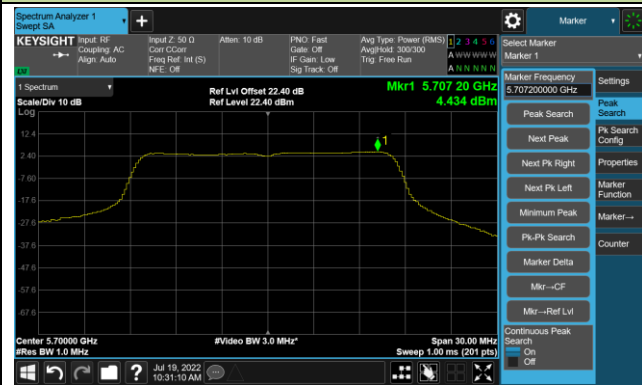 Spectrum Analyzer 1
Swept SA
+
Marker
KEYSIGHT
Input: RF
Coupling: AC
Align: Auto
Input Z: 50 Ω
Corr CCorr
Freq Ref: Int (S)
NFE: Off
Atten: 10 dB
PNO: Fast
Gate: Off
IF Gain: Low
Sig Track: Off
Avg Type: Power (RMS)
Avg|Hold: 300/300
Trig: Free Run
1 2 3 4 5 6
A W W W W W
A N N N N N
LXI
Select Marker
Marker 1
1 Spectrum
Scale/Div 10 dB
Log
Ref Lvl Offset 22.40 dB
Ref Level 22.40 dBm
Mkr1 5.707 20 GHz
4.434 dBm
12.4
2.40
-7.60
-17.6
-27.6
-37.6
-47.6
-57.6
-67.6
1
Center 5.70000 GHz
#Res BW 1.0 MHz
#Video BW 3.0 MHz*
Span 30.00 MHz
Sweep 1.00 ms (201 pts)
Marker Frequency
5.707200000 GHz
Peak Search
Next Peak
Next Pk Right
Next Pk Left
Minimum Peak
Pk-Pk Search
Marker Delta
Mkr→CF
Mkr→Ref Lvl
Continuous Peak
Search
On
Off
Settings
Peak
Search
Pk Search
Config
Properties
Marker
Function
Marker→
Counter
?
Jul 19, 2022
10:31:10 AM